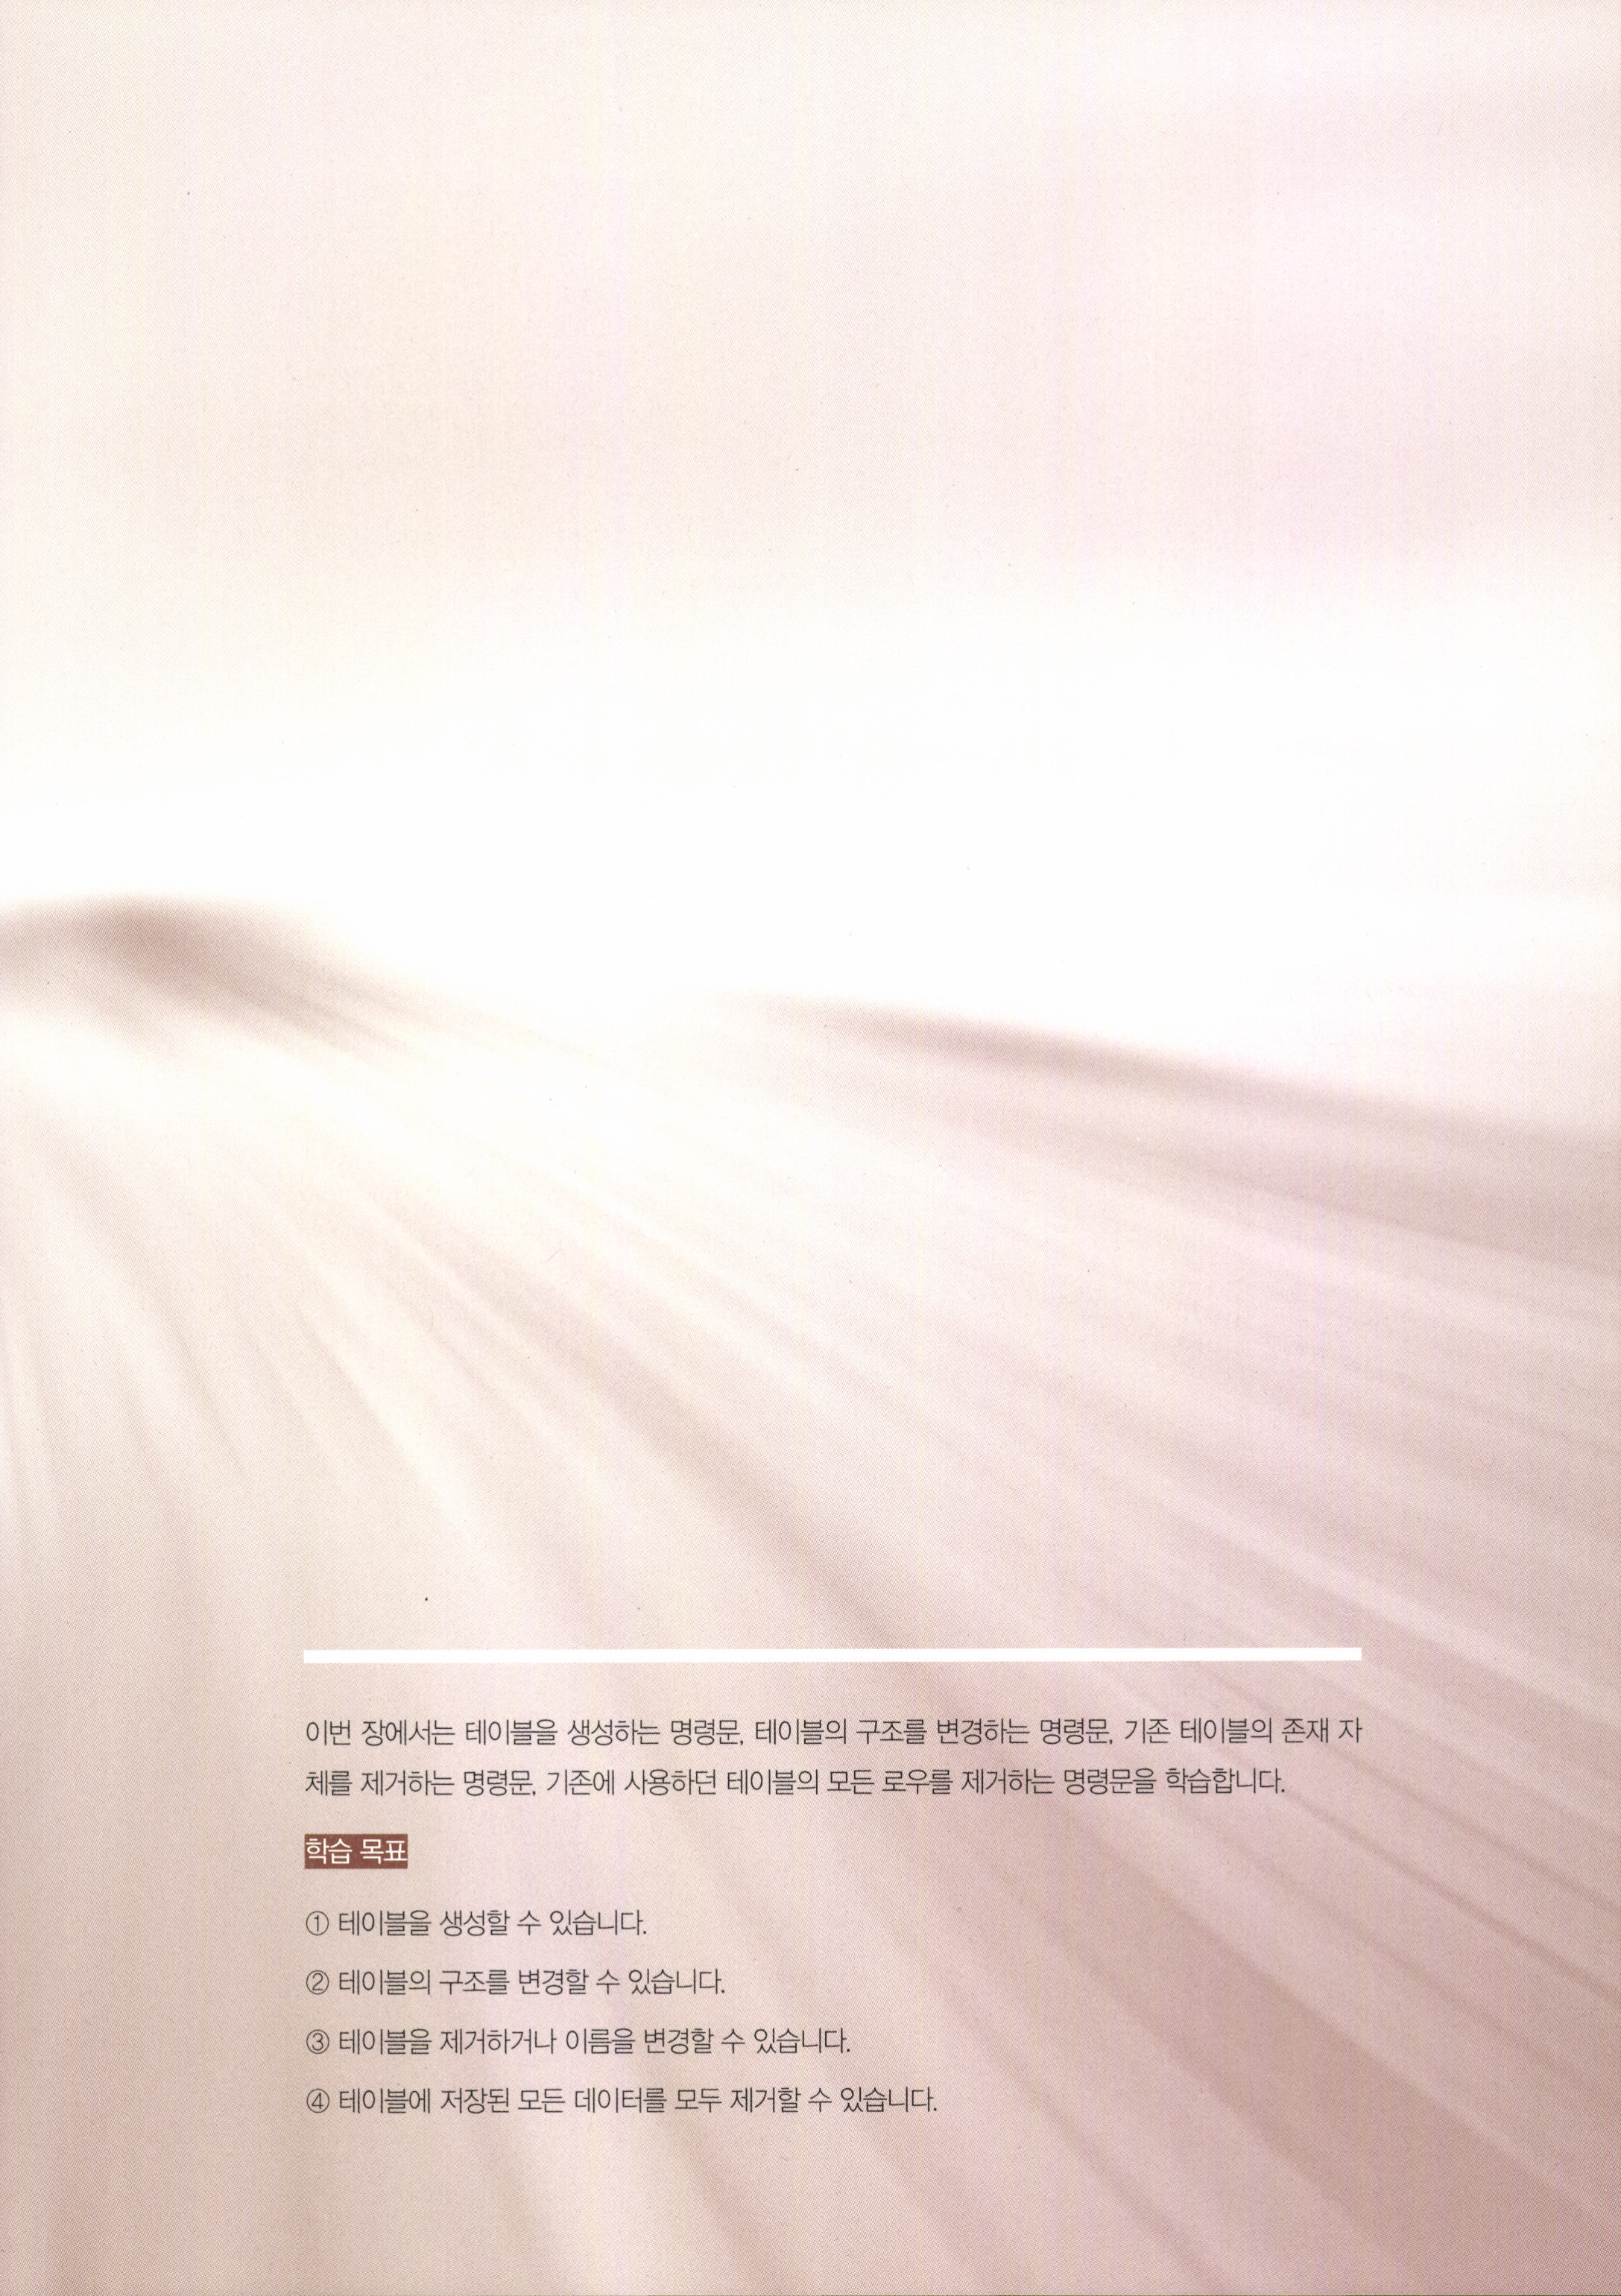 이번 장에서는 테이블을 생성하는 명령문, 테이블의 구조를 변경하는 명령문, 기존 테이블의 존재 자
체를 제거하는 명령문, 기존에 사용하던 테이블의 모든 로우를 제거하는 명령문을 학습합니다.
학습 목표
① 테이블을 생성할 수 있습니다.
② 테이블의 구조를 변경할 수 있습니다.
③ 테이블을 제거하거나 이름을 변경할 수 있습니다.
④ 테이블에 저장된 모든 데이터를 모두 제거할 수 있습니다.